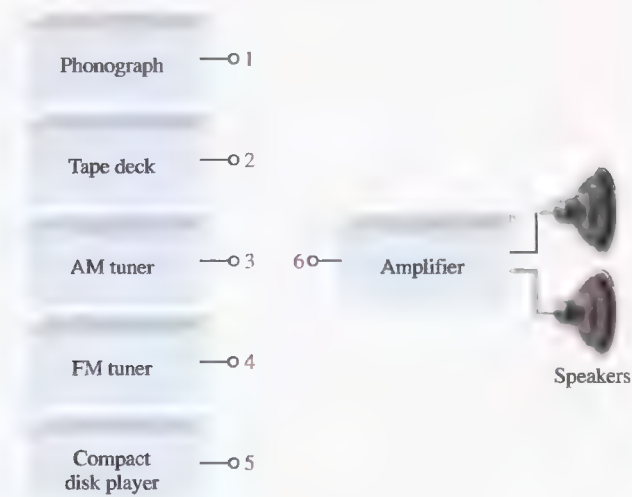 Phonograph
1
Tape deck
2
AM tuner
3
6
Amplifier
FM tuner
4
Speakers
Compact
disk player
5